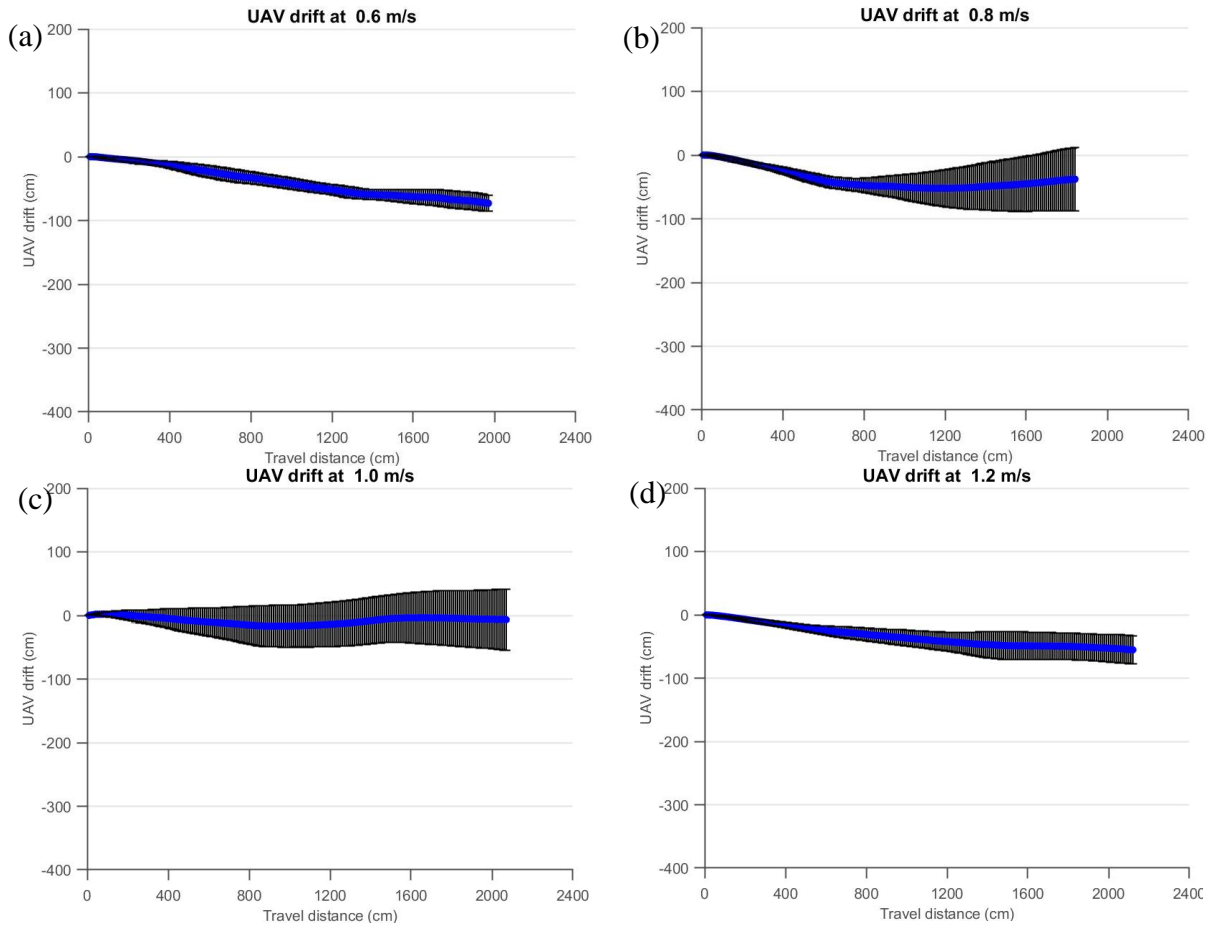 (a)
UAV drift at 0.6 m/s
200
100
0
-100
-200
-300
-400
UAV drift (cm)
0 400 800 1200 1600 2000 2400
Travel distance (cm)
(b)
UAV drift at 0.8 m/s
200
100
0
-100
-200
-300
-400
UAV drift (cm)
0 400 800 1200 1600 2000 2400
Travel distance (cm)
(c)
UAV drift at 1.0 m/s
200
100
0
-100
-200
-300
-400
UAV drift (cm)
0 400 800 1200 1600 2000 2400
Travel distance (cm)
(d)
UAV drift at 1.2 m/s
200
100
0
-100
-200
-300
-400
UAV drift (cm)
0 400 800 1200 1600 2000 2400
Travel distance (cm)